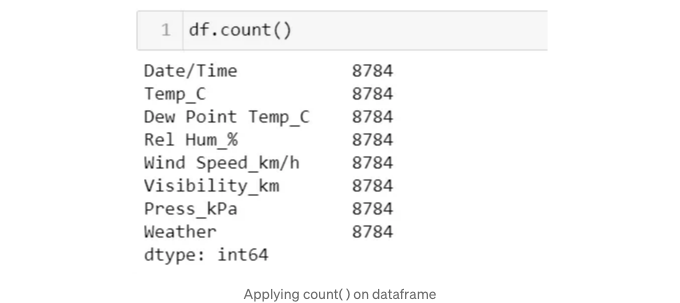 1 df.count()
Date/Time 8784
Temp_C 8784
Dew Point Temp_C 8784
Rel Hum_% 8784
Wind Speed_km/h 8784
Visibility_km 8784
Press_kPa 8784
Weather 8784
dtype: int64
Applying count( ) on dataframe